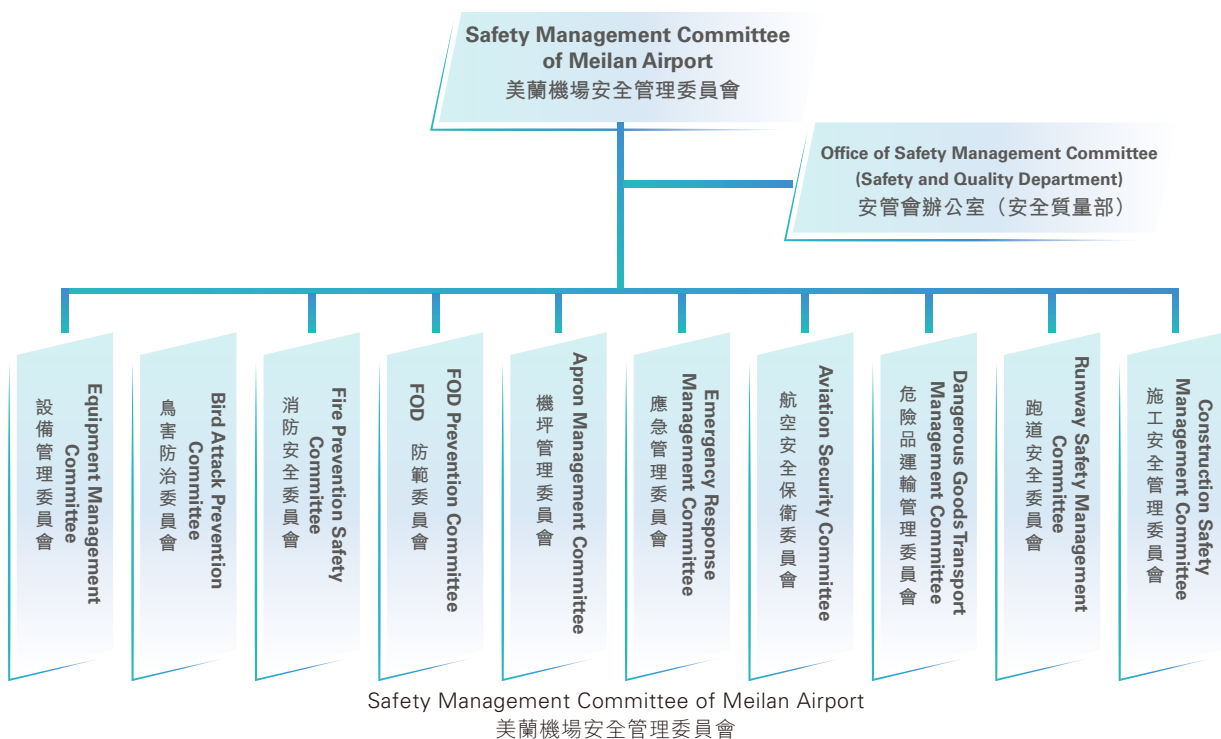 Safety Management Committee
of Meilan Airport
美蘭機場安全管理委員會
Office of Safety Management Committee
(Safety and Quality Department)
安管會辦公室（安全質量部）
Equipment Management
Committee
設備管理委員會
Bird Attack Prevention
Committee
鳥害防治委員會
Fire Prevention Safety
Committee
消防安全委員會
FOD Prevention Committee
FOD 防範委員會
Apron Management Committee
機坪管理委員會
Emergency Response
Management Committee
應急管理委員會
Aviation Security Committee
航空安全保衛委員會
Dangerous Goods Transport
Management Committee
危險品運輸管理委員會
Runway Safety Management
Committee
跑道安全委員會
Construction Safety
Management Committee
施工安全管理委員會
Safety Management Committee of Meilan Airport
美蘭機場安全管理委員會